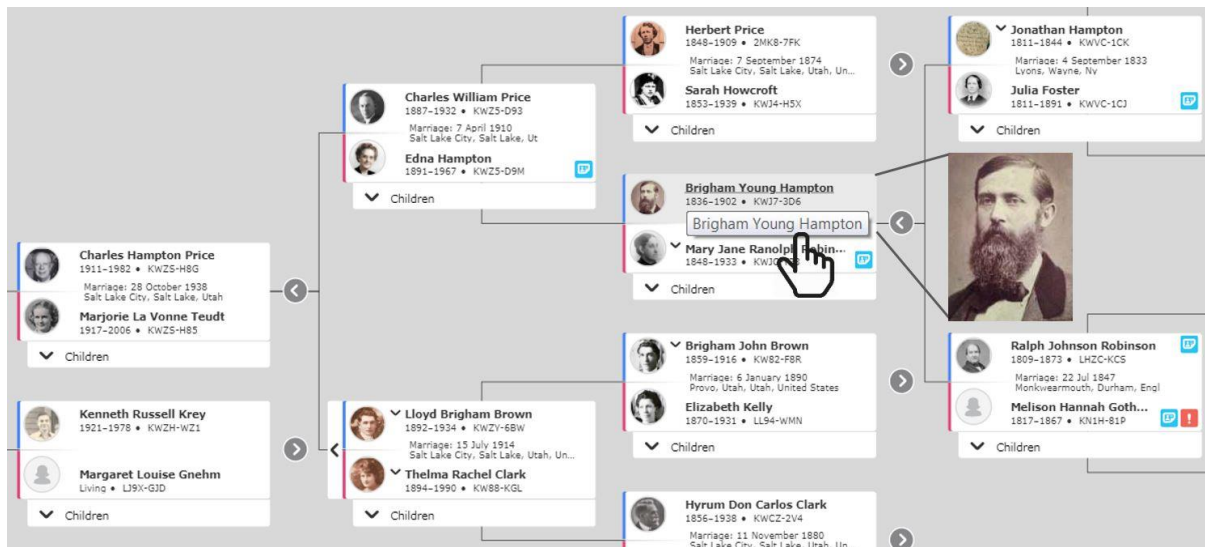 Charles Hampton Price
1911-1982 • KWZS-H8G
Marriage: 28 October 1938
Salt Lake City, Salt Lake, Utah
Marjorie La Vonne Teudt
1917-2006 • KWZS-H85
Children
Kenneth Russell Krey
1921-1978 • KWZH-WZ1
Margaret Louise Gnehm
Living • LJ9X-GJD
Children
Charles William Price
1887-1932 • KWZ5-D93
Marriage: 7 April 1910
Salt Lake City, Salt Lake, Ut
Edna Hampton
1891-1967 • KWZ5-D9M
Children
Lloyd Brigham Brown
1892-1934 • KWZY-6BW
Marriage: 15 July 1914
Salt Lake City, Salt Lake, Utah, Un...
Thelma Rachel Clark
1894-1990 • KW88-KGL
Children
Herbert Price
1848-1909 • 2MK8-7FK
Marriage: 7 September 1874
Salt Lake City, Salt Lake, Utah, Un...
Sarah Howcroft
1853-1939 • KWJ4-H5X
Children
Brigham Young Hampton
1836-1902 • KWJ7-3D6
Brigham Young Hampton
Mary Jane Ranolph Robin...
1848-1933 •
Children
Brigham John Brown
1859-1916 • KW82-F8R
Marriage: 6 January 1890
Provo, Utah, Utah, United States
Elizabeth Kelly
1870-1931 • LL94-WMN
Children
Hyrum Don Carlos Clark
1856-1938 • KWCZ-2V4
Marriage: 11 November 1880
Salt Lake City, Salt Lake, Utah, Un...
Jonathan Hampton
1811-1844 • KWVC-1CK
Marriage: 4 September 1833
Lyons, Wayne, Ny
Julia Foster
1811-1891 • KWVC-1CJ
Children
Ralph Johnson Robinson
1809-1873 • LHZC-KCS
Marriage: 22 Jul 1847
Monkwearmouth, Durham, Engl
Melison Hannah Goth...
1817-1867 • KN1H-81P
Children